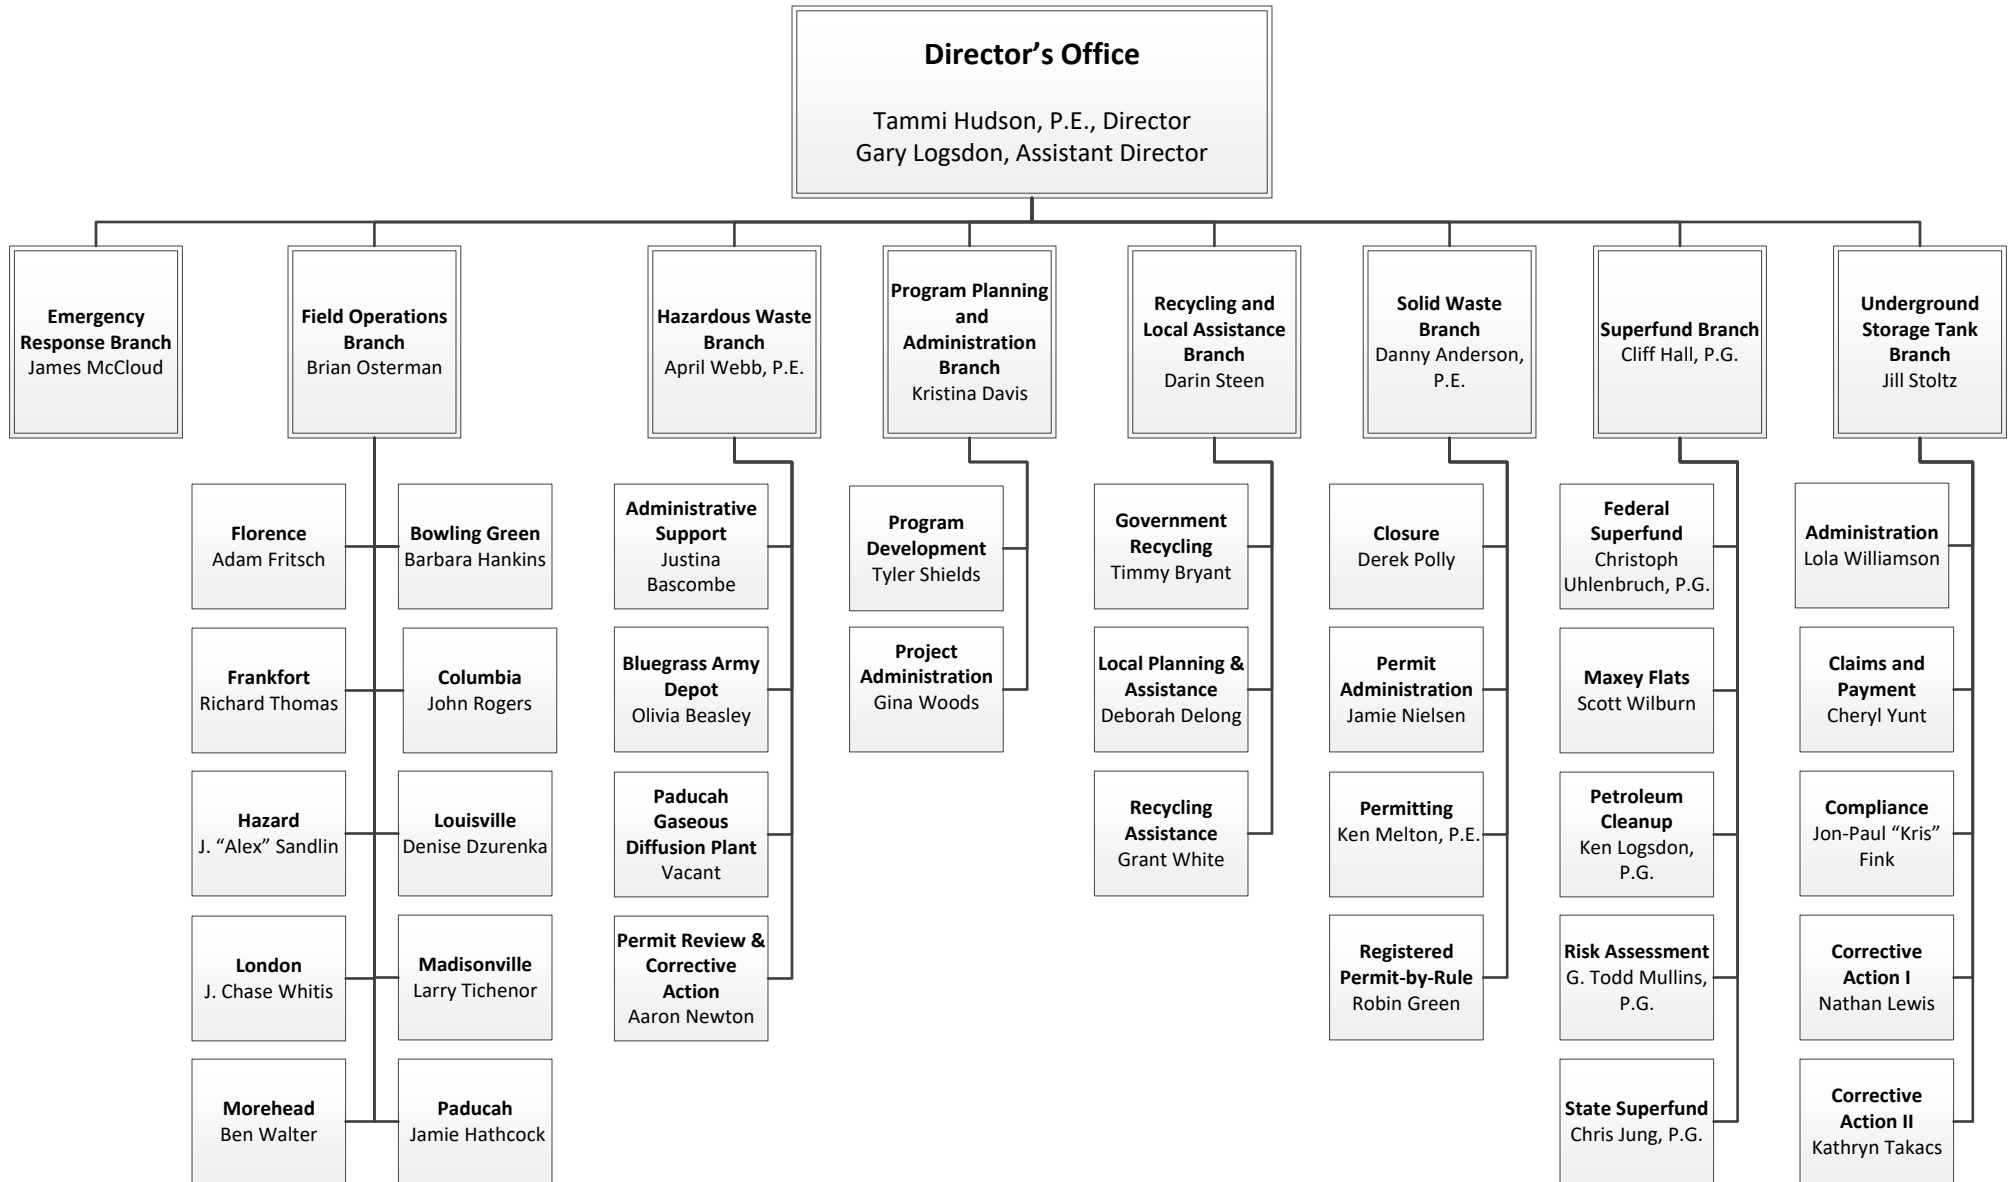 Director’s Office
Tammi Hudson, P.E., Director
Gary Logsdon, Assistant Director
Emergency
Response Branch
James McCloud
Field Operations
Branch
Brian Osterman
Hazardous Waste
Branch
April Webb, P.E.
Program Planning
and
Administration
Branch
Kristina Davis
Recycling and
Local Assistance
Branch
Darin Steen
Solid Waste
Branch
Danny Anderson,
P.E.
Superfund Branch
Cliff Hall, P.G.
Underground
Storage Tank
Branch
Jill Stoltz
Florence
Adam Fritsch
Bowling Green
Barbara Hankins
Frankfort
Richard Thomas
Columbia
John Rogers
Hazard
J. “Alex” Sandlin
Louisville
Denise Dzurenka
London
J. Chase Whitis
Madisonville
Larry Tichenor
Morehead
Ben Walter
Paducah
Jamie Hathcock
Administrative
Support
Justina
Bascombe
Bluegrass Army
Depot
Olivia Beasley
Paducah
Gaseous
Diffusion Plant
Vacant
Permit Review &
Corrective
Action
Aaron Newton
Program
Development
Tyler Shields
Project
Administration
Gina Woods
Government
Recycling
Timmy Bryant
Local Planning &
Assistance
Deborah Delong
Recycling
Assistance
Grant White
Closure
Derek Polly
Permit
Administration
Jamie Nielsen
Permitting
Ken Melton, P.E.
Registered
Permit-by-Rule
Robin Green
Federal
Superfund
Christoph
Uhlenbruch, P.G.
Maxey Flats
Scott Wilburn
Petroleum
Cleanup
Ken Logsdon,
P.G.
Risk Assessment
G. Todd Mullins,
P.G.
State Superfund
Chris Jung, P.G.
Administration
Lola Williamson
Claims and
Payment
Cheryl Yunt
Compliance
Jon-Paul “Kris”
Fink
Corrective
Action I
Nathan Lewis
Corrective
Action II
Kathryn Takacs